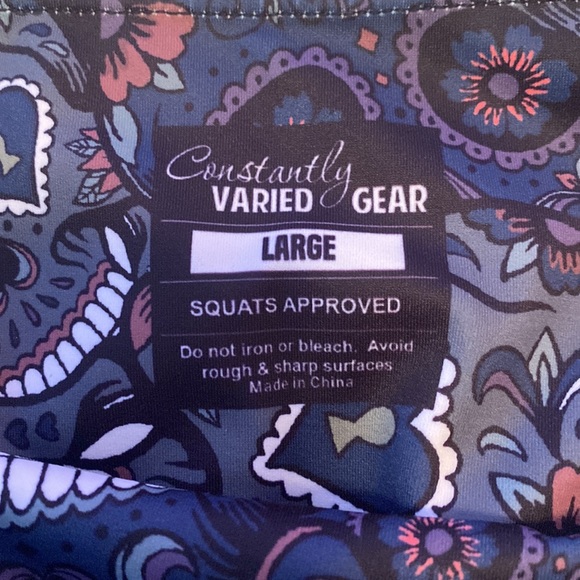 Constantly
VARIED GEAR
LARGE
SQUATS APPROVED
Do not iron or bleach. Avoid
rough & sharp surfaces
Made in China